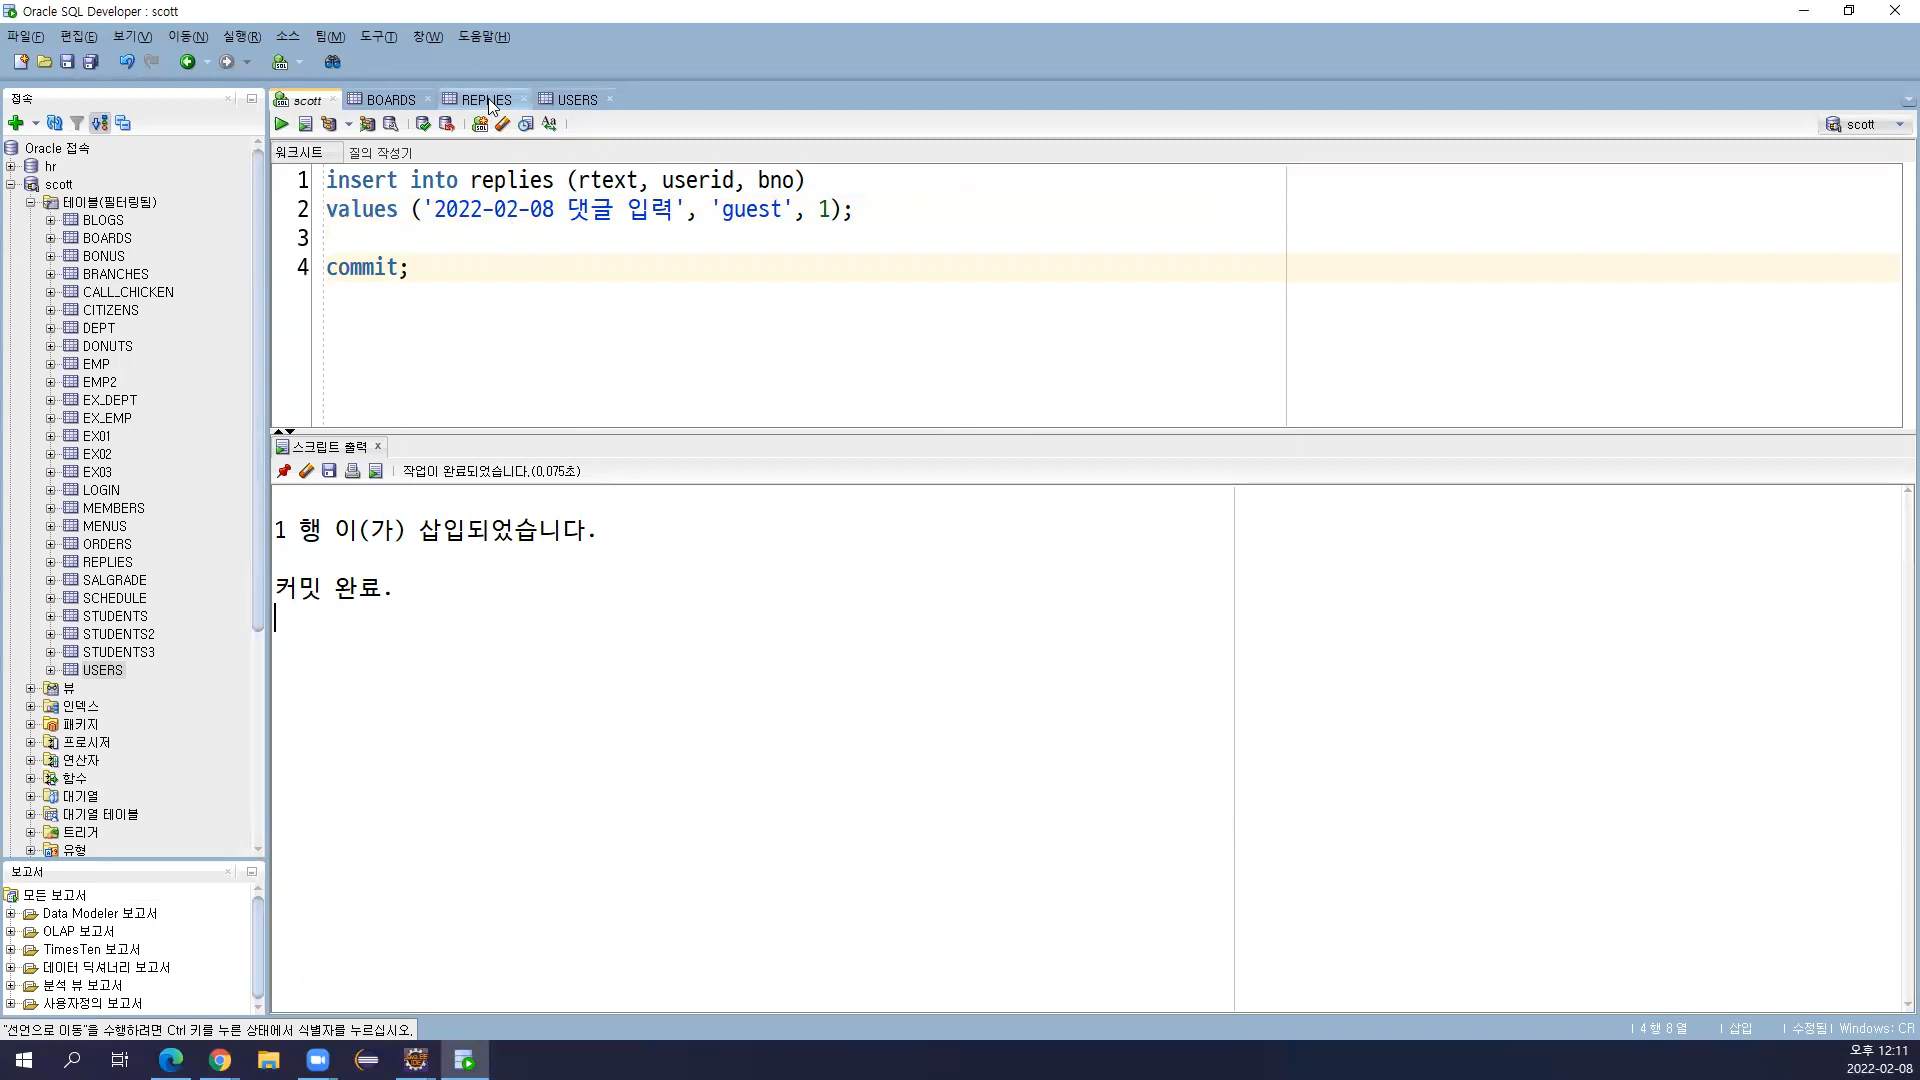 Oracle SQL Developer : scott
파일(F) 편집(E) 보기(V) 이동(N) 실행(R) 소스 팀(M) 도구(T) 창(W) 도움말(H)
접속
scott BOARDS REPLIES USERS
scott
워크시트 질의 작성기
Oracle 접속
hr
scott
테이블(필터링됨)
BLOGS
BOARDS
BONUS
BRANCHES
CALL_CHICKEN
CITIZENS
DEPT
DONUTS
EMP
EMP2
EX_DEPT
EX_EMP
EX01
EX02
EX03
LOGIN
MEMBERS
MENUS
ORDERS
REPLIES
SALGRADE
SCHEDULE
STUDENTS
STUDENTS2
STUDENTS3
USERS
뷰
인덱스
패키지
프로시저
연산자
함수
대기열
대기열 테이블
트리거
유형
1 insert into replies (rtext, userid, bno)
2 values ('2022-02-08 댓글 입력', 'guest', 1);
3
4 commit;
스크립트 출력
작업이 완료되었습니다.(0,075초)
1 행 이(가) 삽입되었습니다.
커밋 완료.
보고서
모든 보고서
Data Modeler 보고서
OLAP 보고서
TimesTen 보고서
데이터 딕셔너리 보고서
분석 뷰 보고서
사용자정의 보고서
"선언으로 이동"을 수행하려면 Ctrl 키를 누른 상태에서 식별자를 누르십시오.
4 행 8 열 삽입 수정됨 Windows: CR
오후 12:11
2022-02-08